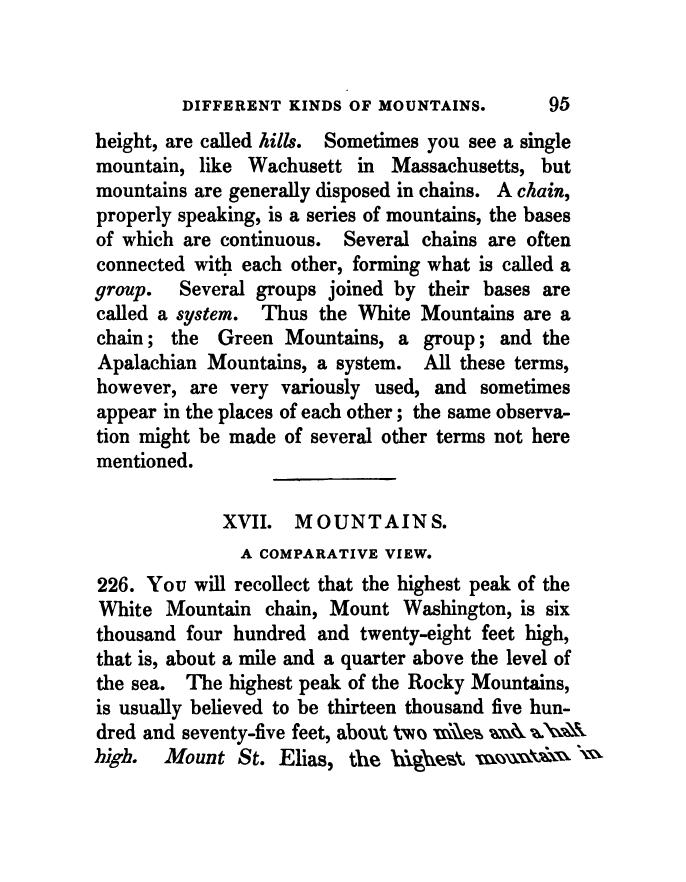 DIFFERENT KINDS OF MOUNTAINS. 95
height, are called hills. Sometimes you see a single
mountain, like Wachusett in Massachusetts, but
mountains are generally disposed in chains. A chain,
properly speaking, is a series of mountains, the bases
of which are continuous. Several chains are often
connected with each other, forming what is called a
group. Several groups joined by their bases are
called a system. Thus the White Mountains are a
chain; the Green Mountains, a group; and the
Apalachian Mountains, a system. All these terms,
however, are very variously used, and sometimes
appear in the places of each other; the same observa-
tion might be made of several other terms not here
mentioned.
XVII. MOUNTAINS.
A COMPARATIVE VIEW.
226. You will recollect that the highest peak of the
White Mountain chain, Mount Washington, is six
thousand four hundred and twenty-eight feet high,
that is, about a mile and a quarter above the level of
the sea. The highest peak of the Rocky Mountains,
is usually believed to be thirteen thousand five hun-
dred and seventy-five feet, about two miles and a half
high. Mount St. Elias, the highest mountain in